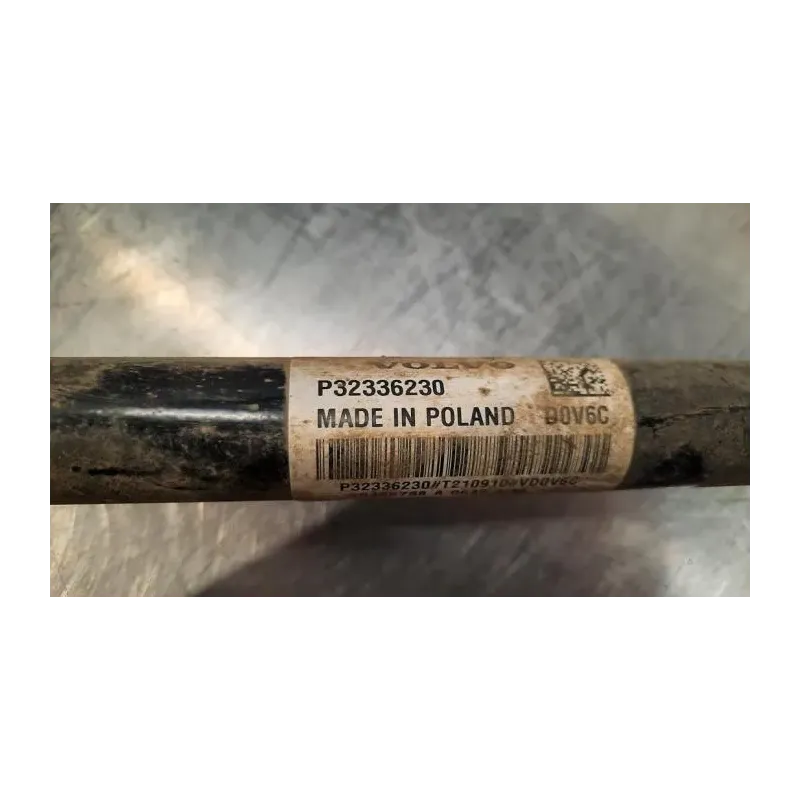 VOLVO
P32336230
MADE IN POLAND D0V6C
P32336230#T210910#VD0V6C